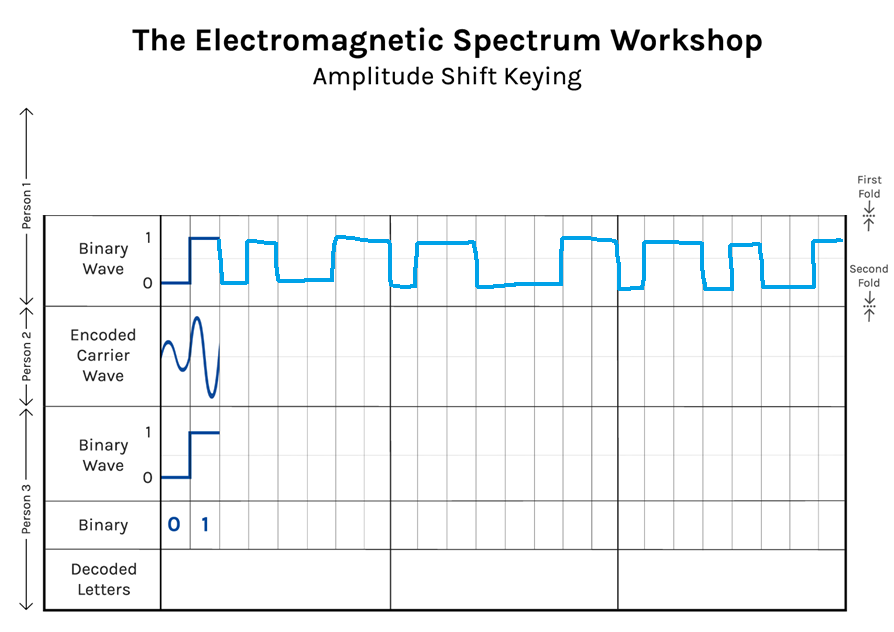 The Electromagnetic Spectrum Workshop
Amplitude Shift Keying
Person 1
First
Fold
Binary
Wave
1
0
Second
Fold
Person 2
Encoded
Carrier
Wave
Person 3
Binary
Wave
1
0
Binary
0 1
Decoded
Letters